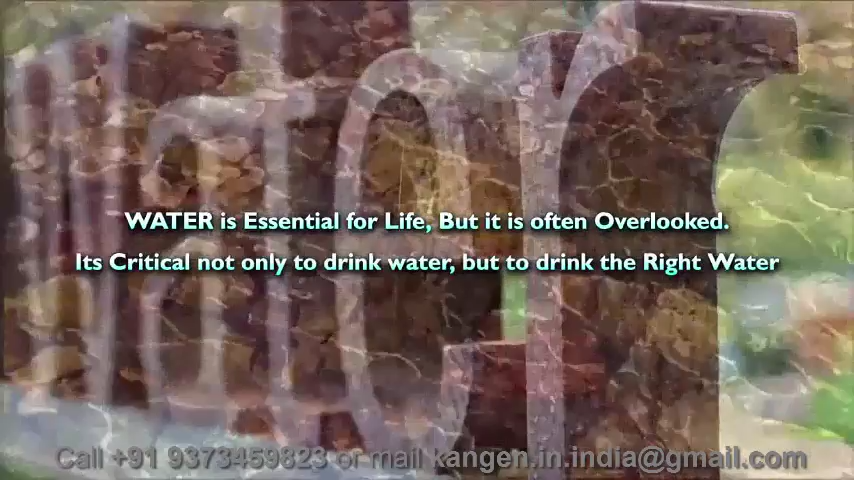 Water
WATER is Essential for Life, But it is often Overlooked.
Its Critical not only to drink water, but to drink the Right Water
Call +91 9373459823 or mail kangen.in.india@gmail.com